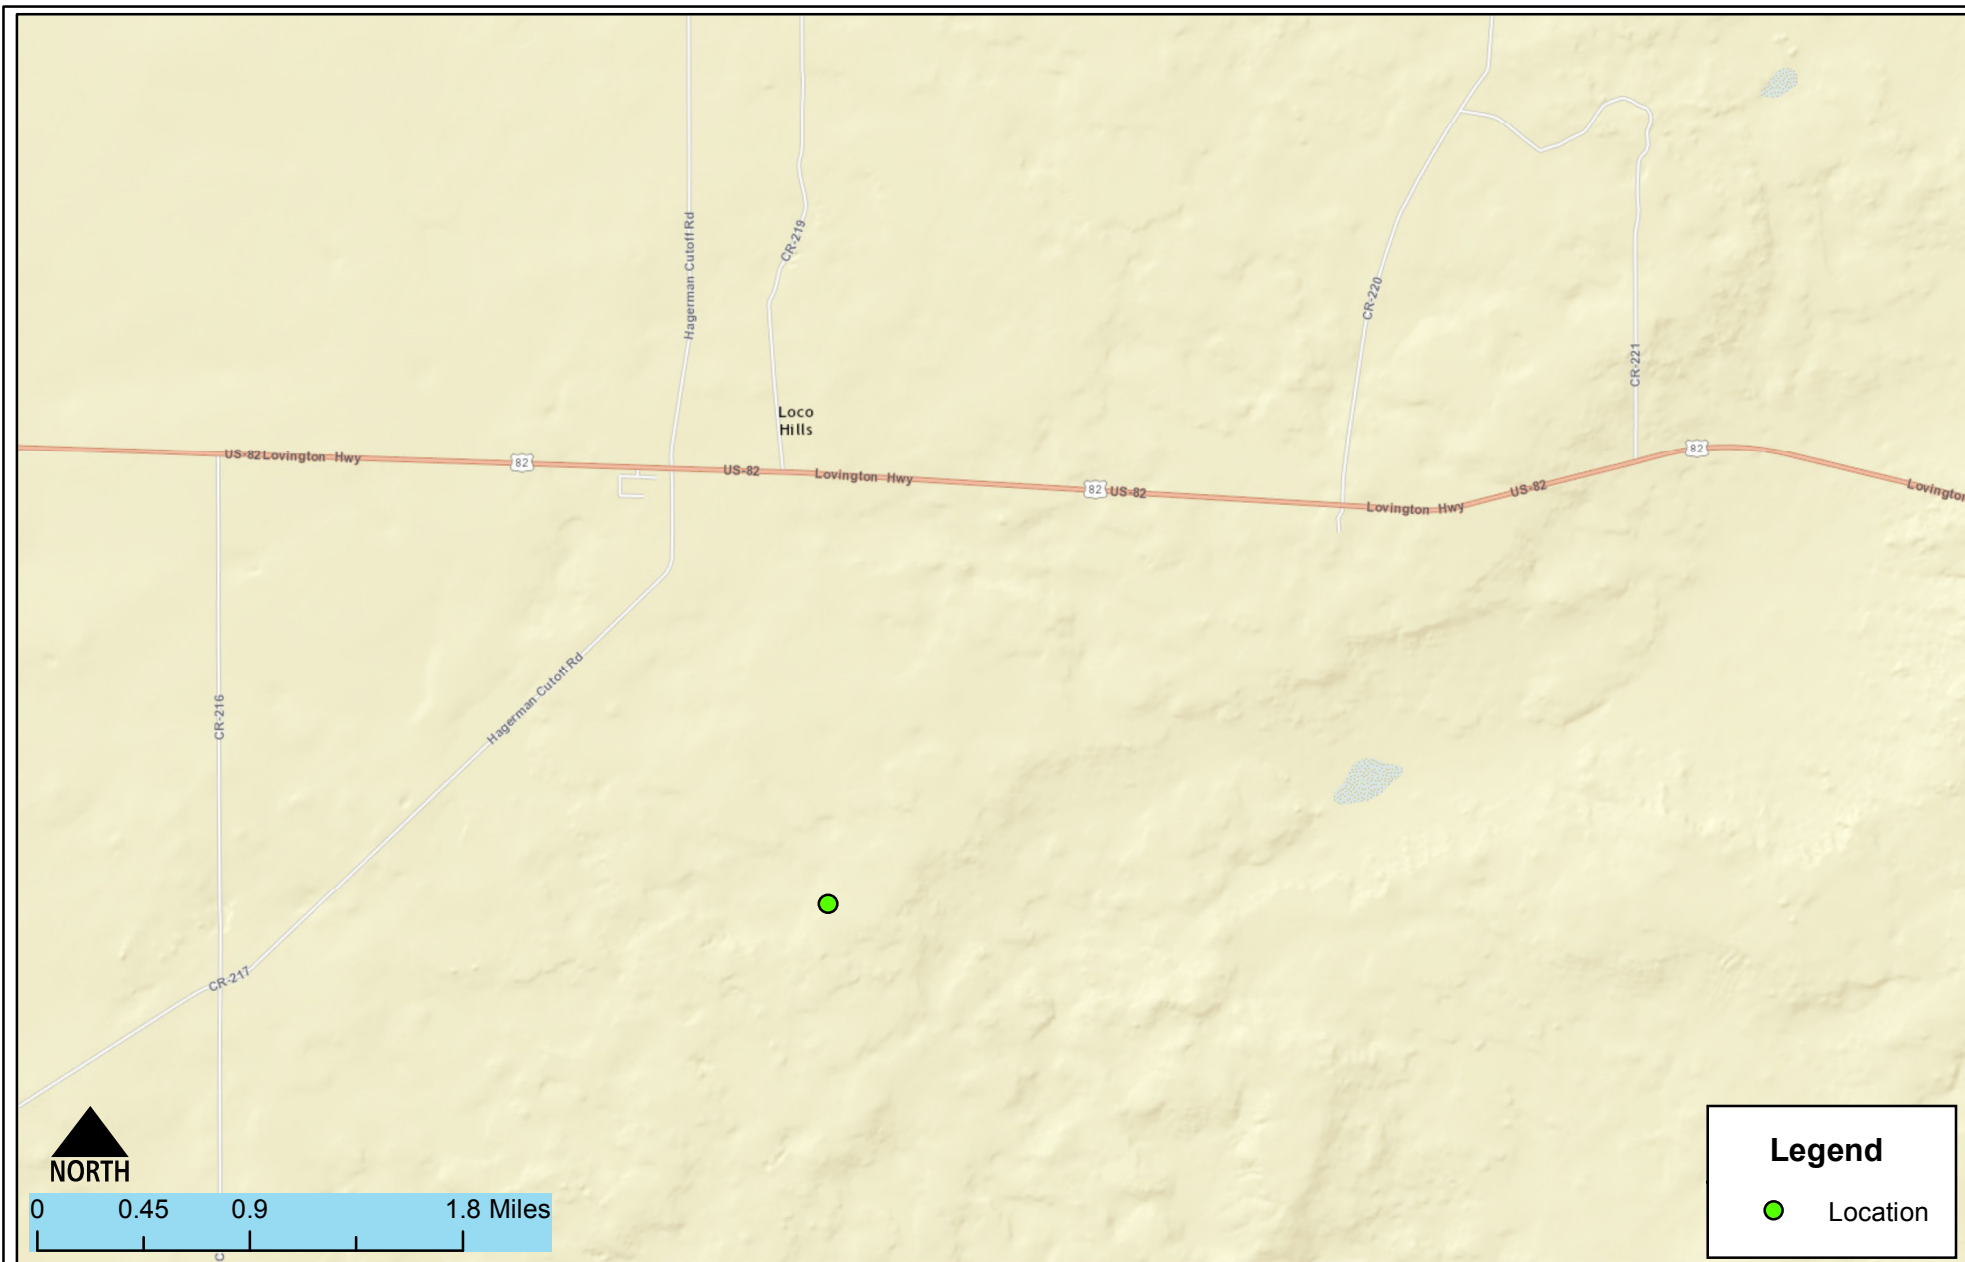 Hagerman Cutoff Rd
CR-219
CR-220
CR-221
Loco
Hills
US-82 Lovington Hwy
82
US-82
Lovington Hwy
82
US-82
Lovington Hwy
US-82
82
Lovington
CR-216
Hagerman Cutoff Rd
CR-217
NORTH
0 0.45 0.9 1.8 Miles
C
Legend
Location